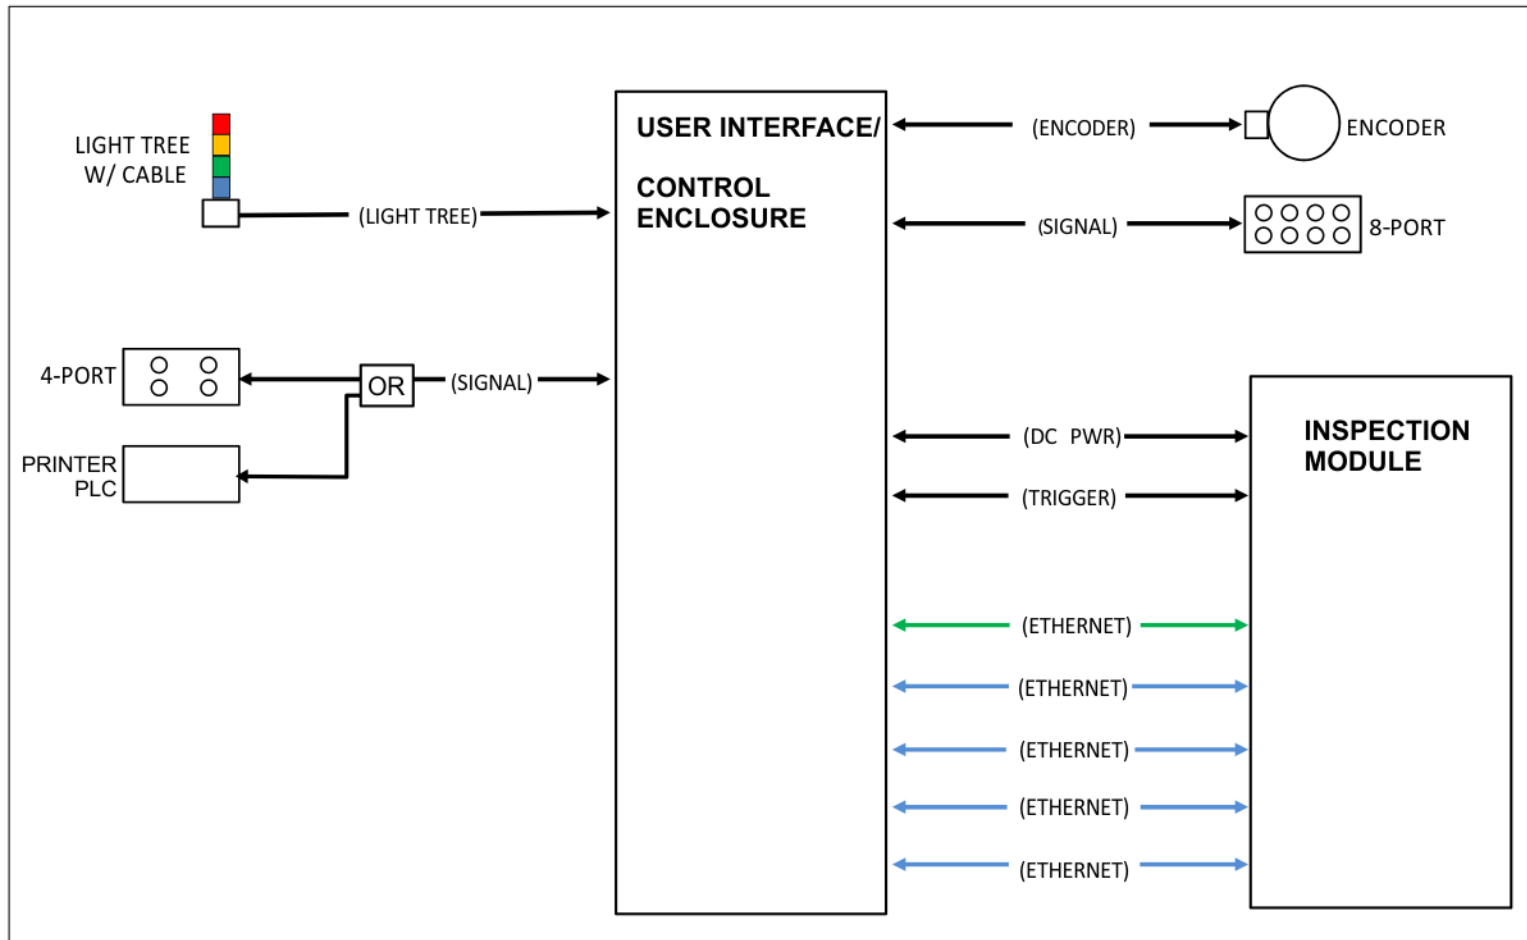 LIGHT TREE
W/ CABLE
(LIGHT TREE)
4-PORT
OR
(SIGNAL)
PRINTER
PLC
USER INTERFACE/
CONTROL
ENCLOSURE
(ENCODER)
ENCODER
(SIGNAL)
8-PORT
(DC PWR)
(TRIGGER)
(ETHERNET)
(ETHERNET)
(ETHERNET)
(ETHERNET)
(ETHERNET)
INSPECTION
MODULE